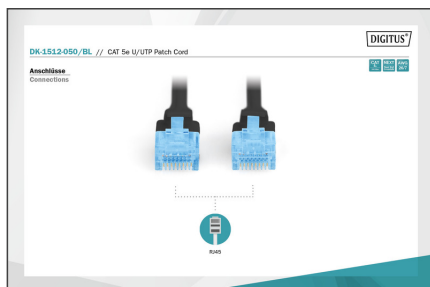 DIGITUS®
DK-1512-050/BL // CAT 5e U/UTP Patch Cord
Anschlüsse
Connections
RJ45